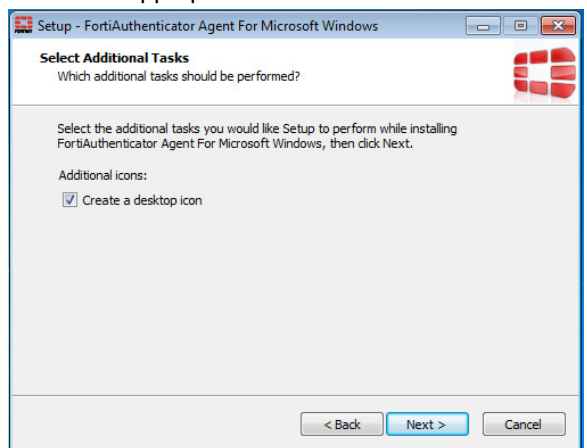 Setup - FortiAuthenticator Agent For Microsoft Windows
Select Additional Tasks
Which additional tasks should be performed?
Select the additional tasks you would like Setup to perform while installing
FortiAuthenticator Agent For Microsoft Windows, then click Next.
Additional icons:
Create a desktop icon
< Back Next > Cancel